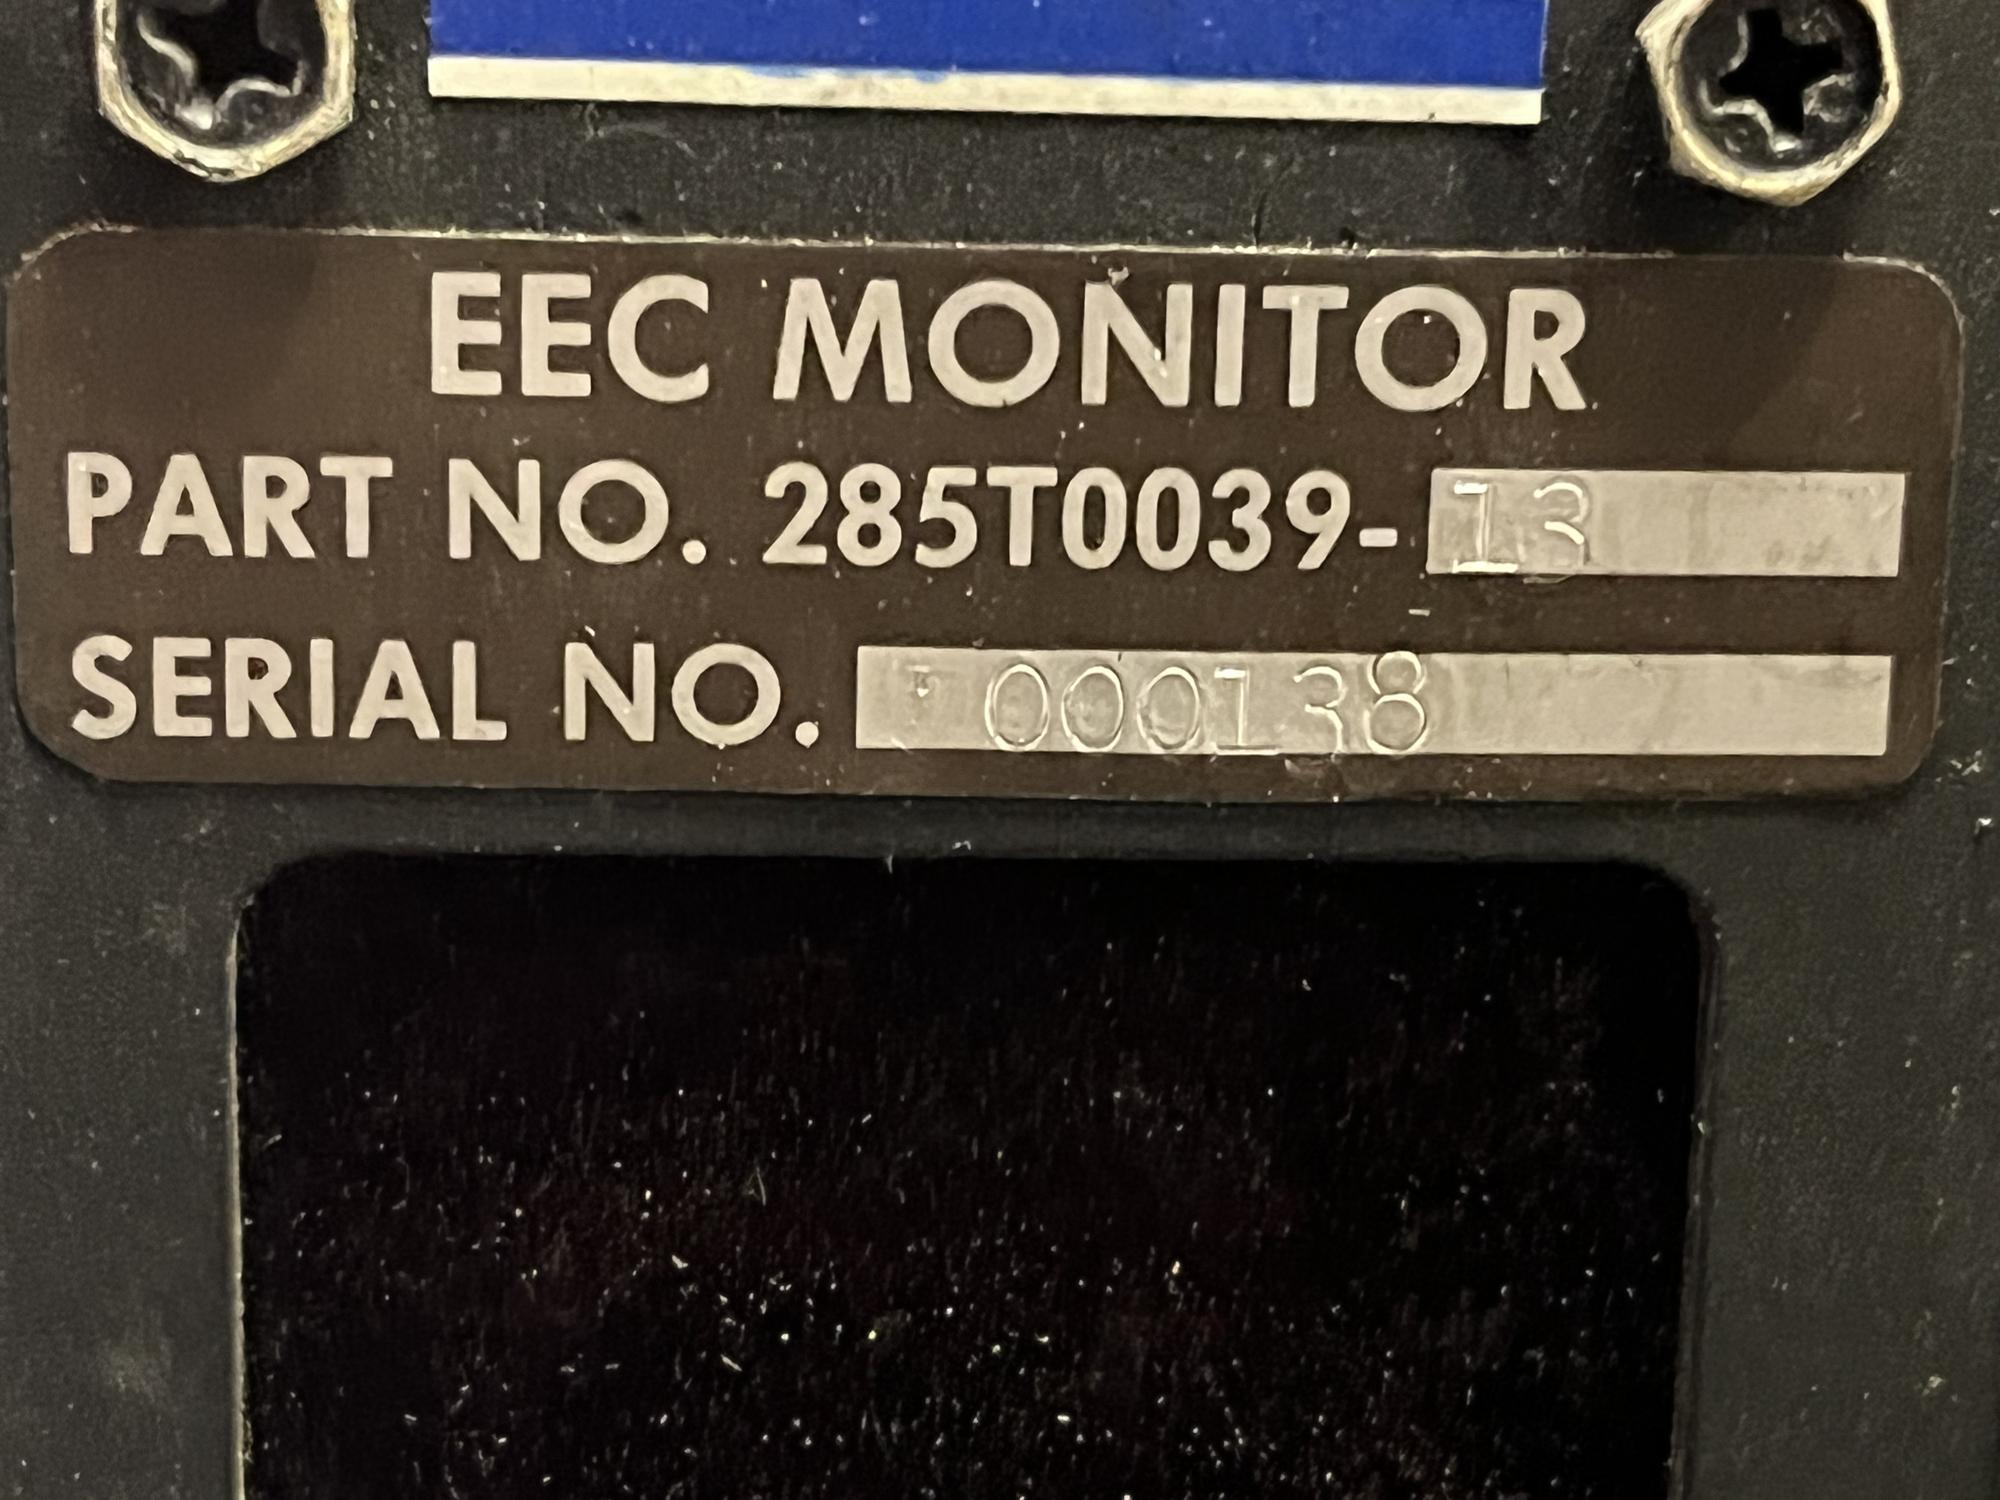 EEC MONITOR
PART NO. 285T0039-13
SERIAL NO. 000138